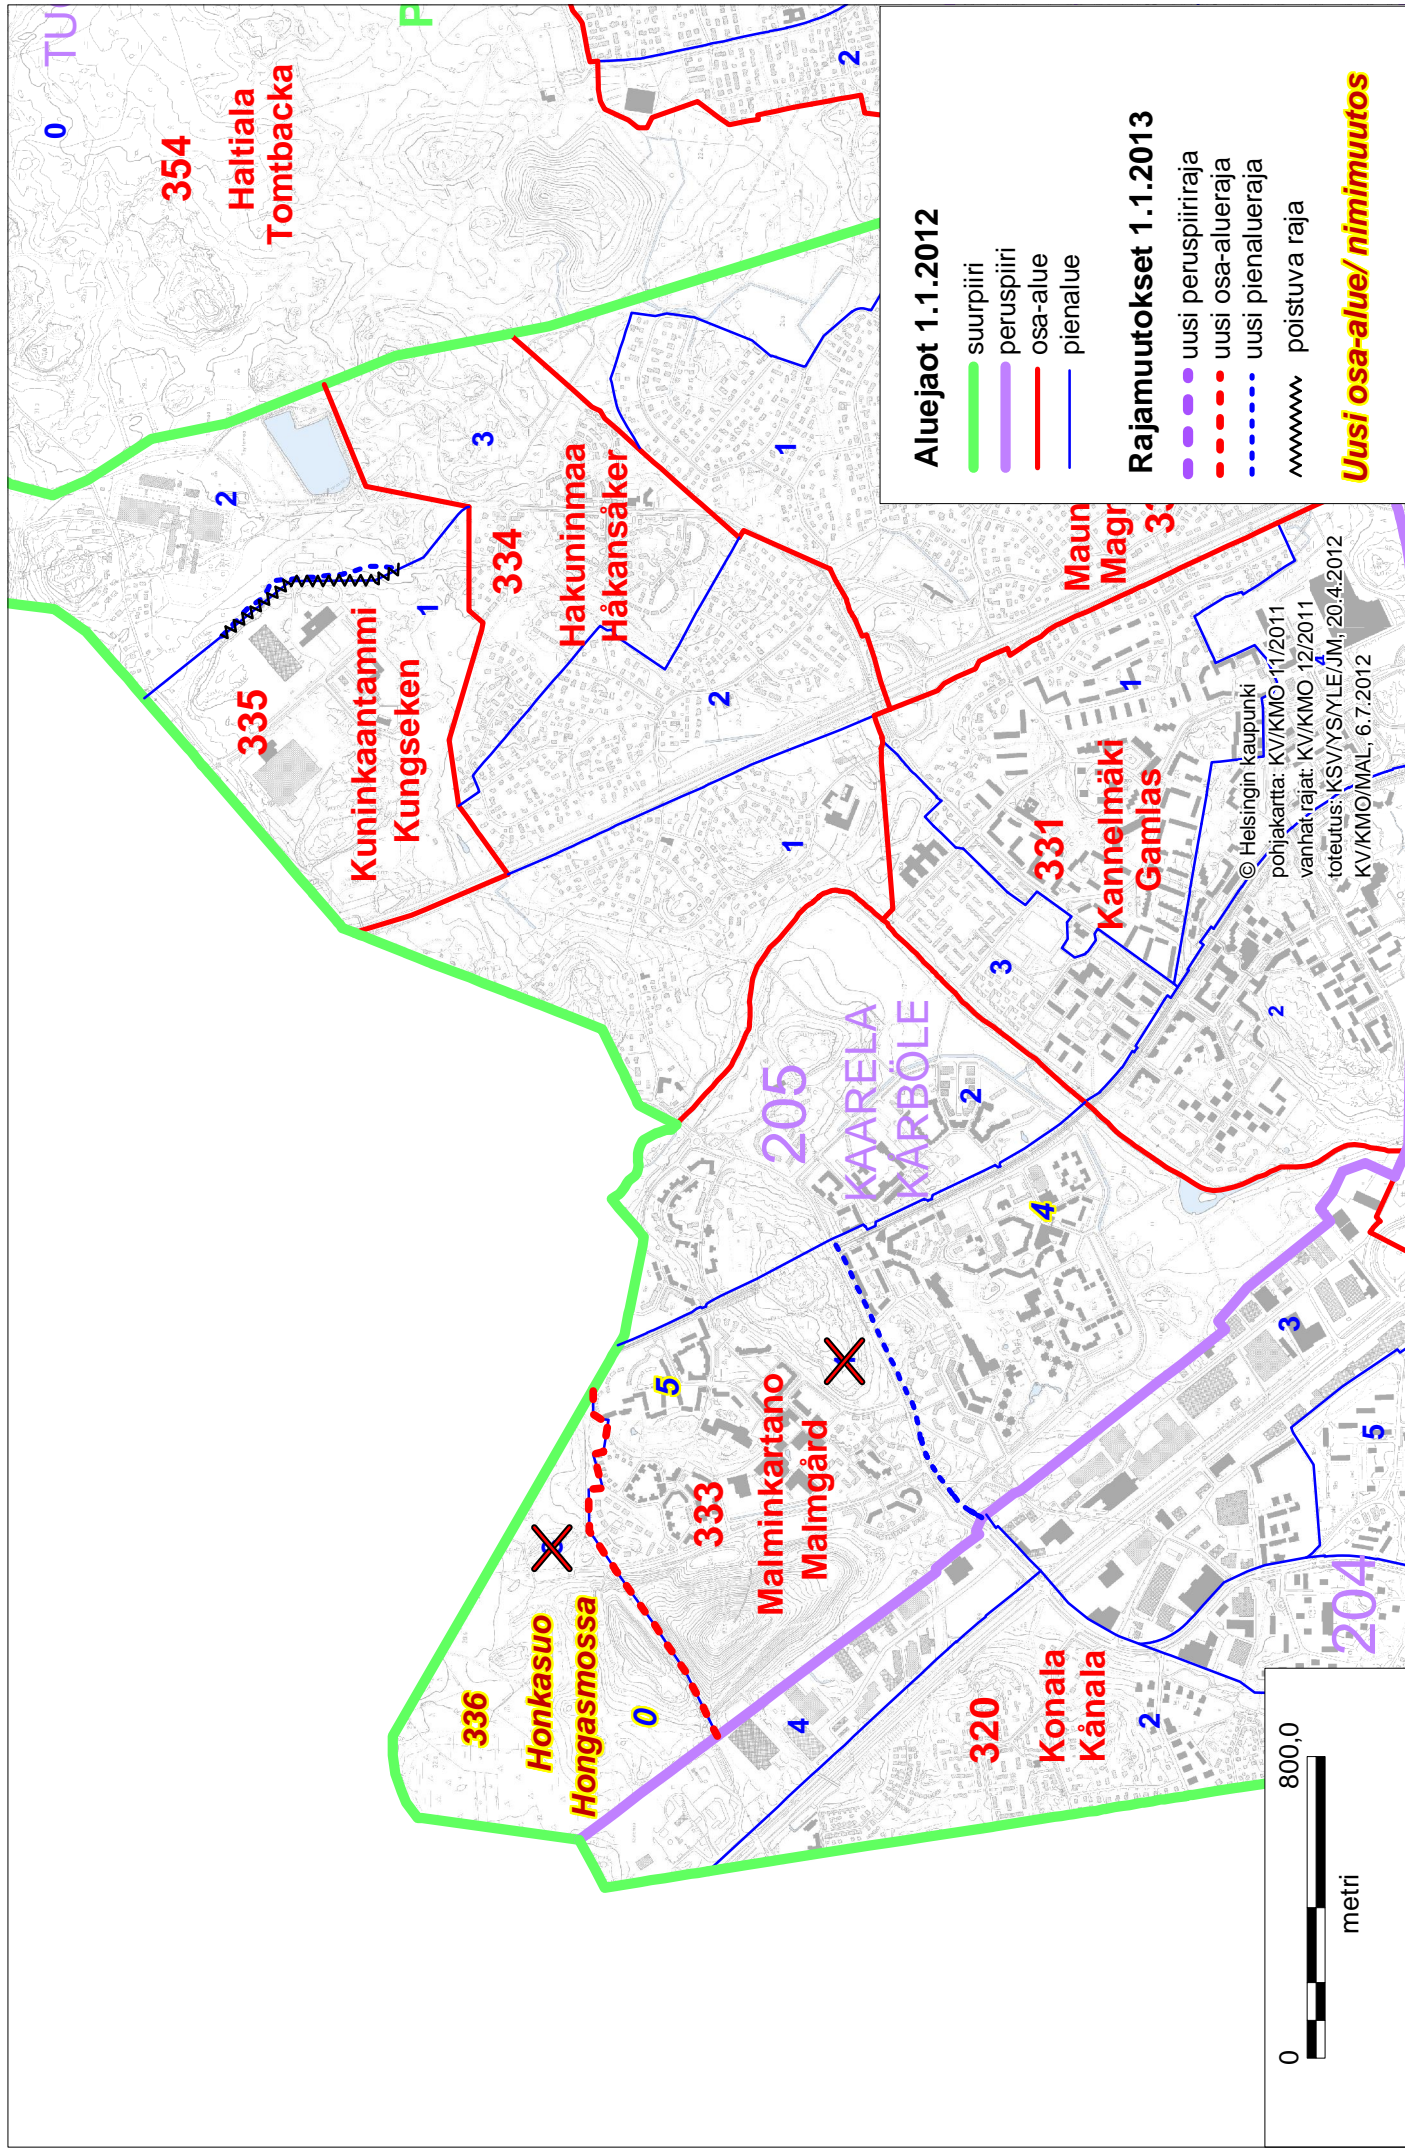 TU
0
354
Haltiala
Tomtbacka
P
2
2
3
335
Kuninkaantammi
Kungseken
1
334
Hakuninmaa
Håkansåker
1
2
1
Maun
Magn
33
331
Kannelmäki
Gamlas
1
4
3
2
205
KAARELA
KÅRBÖLE
2
4
5
333
Malminkartano
Malmgård
336
Honkasuo
Hongasmossa
0
4
3
5
204
320
Konala
Kånala
2
Aluejaot 1.1.2012
suurpiiri
peruspiiri
osa-alue
pienalue
Rajamuutokset 1.1.2013
uusi peruspiiriraja
uusi osa-alueraja
uusi pienalueraja
poistuva raja
Uusi osa-alue/ nimimuutos
© Helsingin kaupunki
pohjakartta: KV/KMO 11/2011
vanhat rajat: KV/KMO 12/2011
toteutus: KSV/YS/YLE/JM, 20.4.2012
KV/KMO/MAL, 6.7.2012
0 800,0
metri